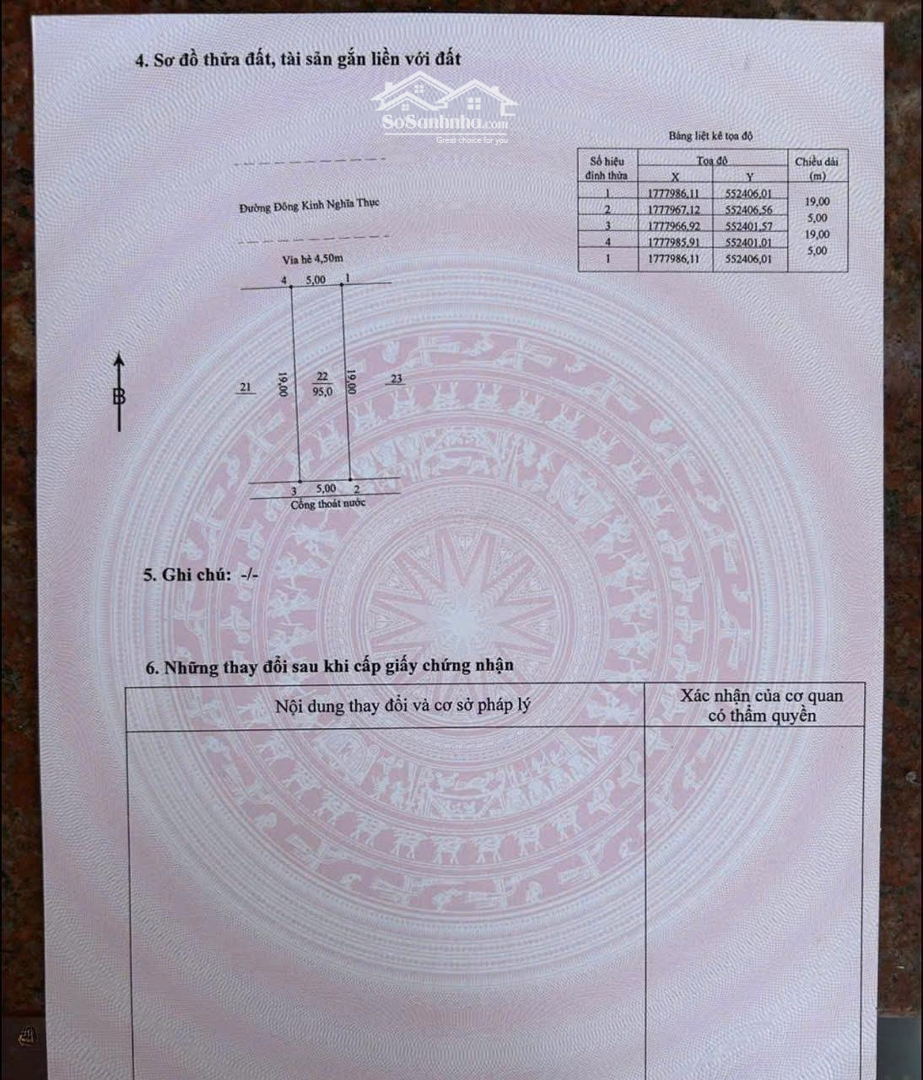 4. Sơ đồ thửa đất, tài sản gắn liền với đất
SoSanhnha.com
Great choice for you
Bảng liệt kê tọa độ
Số hiệu đỉnh thửa Toạ độ Chiều dài (m)
X Y
1 1777986,11 552406,01
19,00
2 1777967,12 552406,56
5,00
3 1777966,92 552401,57
19,00
4 1777985,91 552401,01
5,00
1 1777986,11 552406,01
Đường Đông Kinh Nghĩa Thục
Vỉa hè 4,50m
4 5,00 1
B
21 19,00 22 19,00 23
95,0
3 5,00 2
Cống thoát nước
5. Ghi chú: -/-
6. Những thay đổi sau khi cấp giấy chứng nhận
Nội dung thay đổi và cơ sở pháp lý
Xác nhận của cơ quan
có thẩm quyền